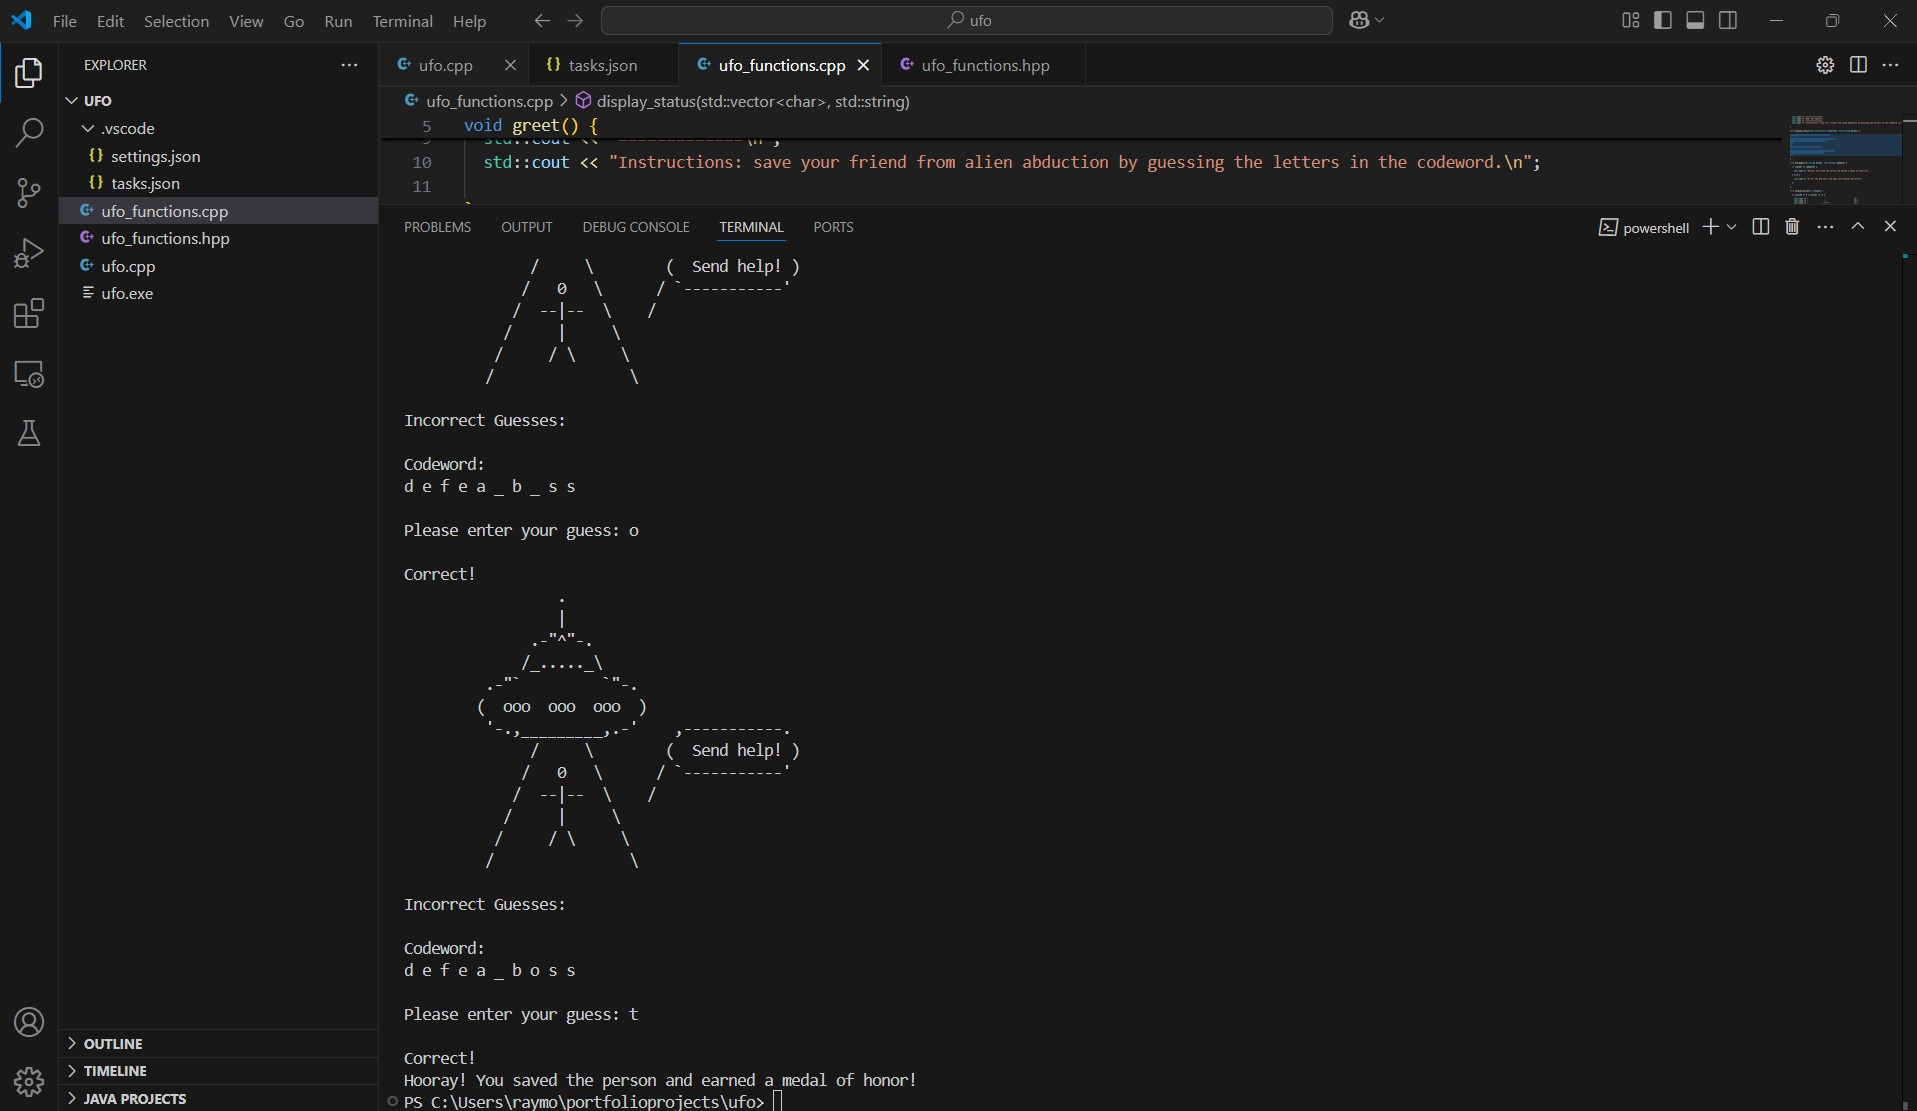 File Edit Selection View Go Run Terminal Help ufo
EXPLORER
UFO
.vscode
settings.json
tasks.json
ufo_functions.cpp
ufo_functions.hpp
ufo.cpp
ufo.exe
OUTLINE
TIMELINE
JAVA PROJECTS
ufo.cpp tasks.json ufo_functions.cpp ufo_functions.hpp
ufo_functions.cpp > display_status(std::vector<char>, std::string)
5 void greet() {
10 std::cout << "Instructions: save your friend from alien abduction by guessing the letters in the codeword.\n";
11
PROBLEMS OUTPUT DEBUG CONSOLE TERMINAL PORTS powershell
/ \ ( Send help! )
/ 0 \ / `-----------'
/ --|-- \ /
/ | \
/ / \ \
/ \
Incorrect Guesses:
Codeword:
d e f e a _ b _ s s
Please enter your guess: o
Correct!
.
|
.-"^"-.
/_....._\
.-"` `"-.
( ooo ooo ooo )
'-.,_________,.-' ,-----------.
/ \ ( Send help! )
/ 0 \ / `-----------'
/ --|-- \ /
/ | \
/ / \ \
/ \
Incorrect Guesses:
Codeword:
d e f e a _ b o s s
Please enter your guess: t
Correct!
Hooray! You saved the person and earned a medal of honor!
PS C:\Users\raymo\portfolioprojects\ufo>